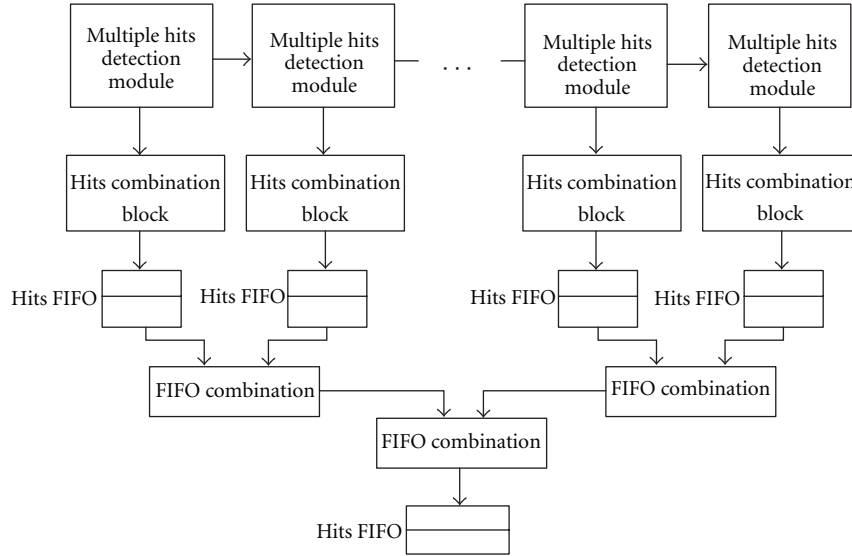 Multiple hits
detection
module
Multiple hits
detection
module
. . .
Multiple hits
detection
module
Multiple hits
detection
module
Hits combination
block
Hits combination
block
Hits combination
block
Hits combination
block
Hits FIFO
Hits FIFO
Hits FIFO
Hits FIFO
FIFO combination
FIFO combination
FIFO combination
Hits FIFO